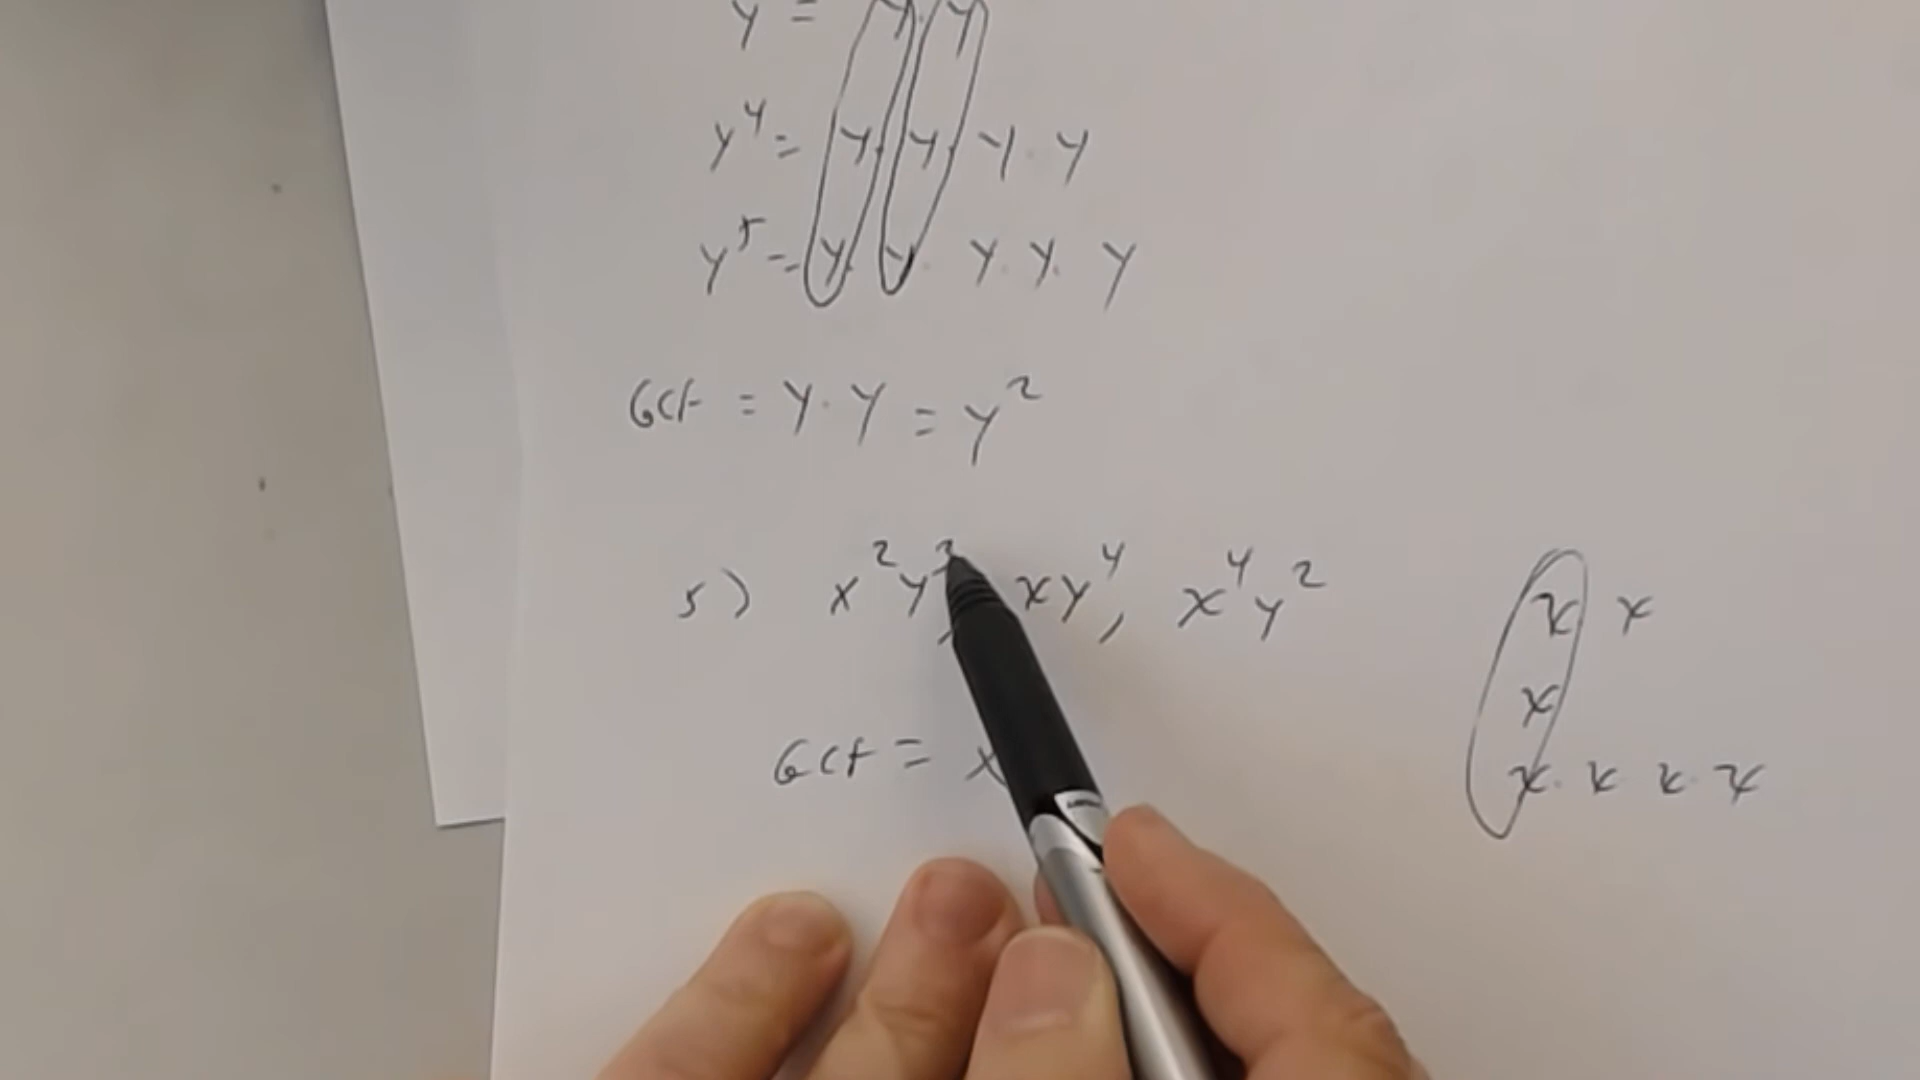 y = y · y
y⁴ = y · y · y · y
y⁵ = y · y · y · y · y
GCF = y · y = y²
5) x²y³, xy⁴, x⁴y²
x x
x
GCF = x
x · x x · x